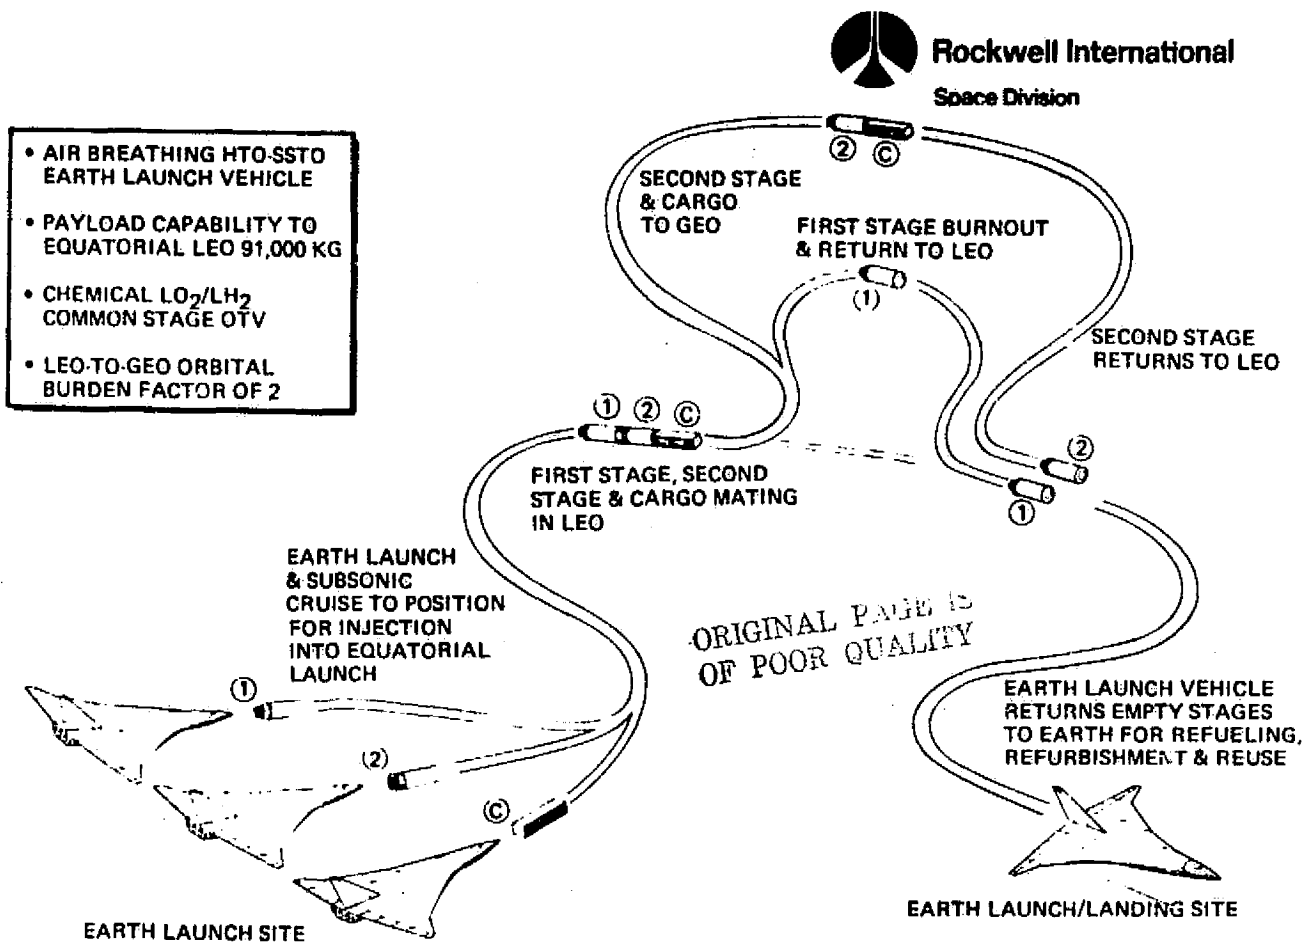 Rockwell International
Space Division
• AIR BREATHING HTO-SSTO
EARTH LAUNCH VEHICLE
• PAYLOAD CAPABILITY TO
EQUATORIAL LEO 91,000 KG
• CHEMICAL LO2/LH2
COMMON STAGE OTV
• LEO-TO-GEO ORBITAL
BURDEN FACTOR OF 2
2 C
SECOND STAGE
& CARGO
TO GEO
FIRST STAGE BURNOUT
& RETURN TO LEO
(1)
SECOND STAGE
RETURNS TO LEO
1 2 C
FIRST STAGE, SECOND
STAGE & CARGO MATING
IN LEO
2
1
EARTH LAUNCH
& SUBSONIC
CRUISE TO POSITION
FOR INJECTION
INTO EQUATORIAL
LAUNCH
ORIGINAL PAGE IS
OF POOR QUALITY
1
(2)
C
EARTH LAUNCH VEHICLE
RETURNS EMPTY STAGES
TO EARTH FOR REFUELING,
REFURBISHMENT & REUSE
EARTH LAUNCH SITE
EARTH LAUNCH/LANDING SITE